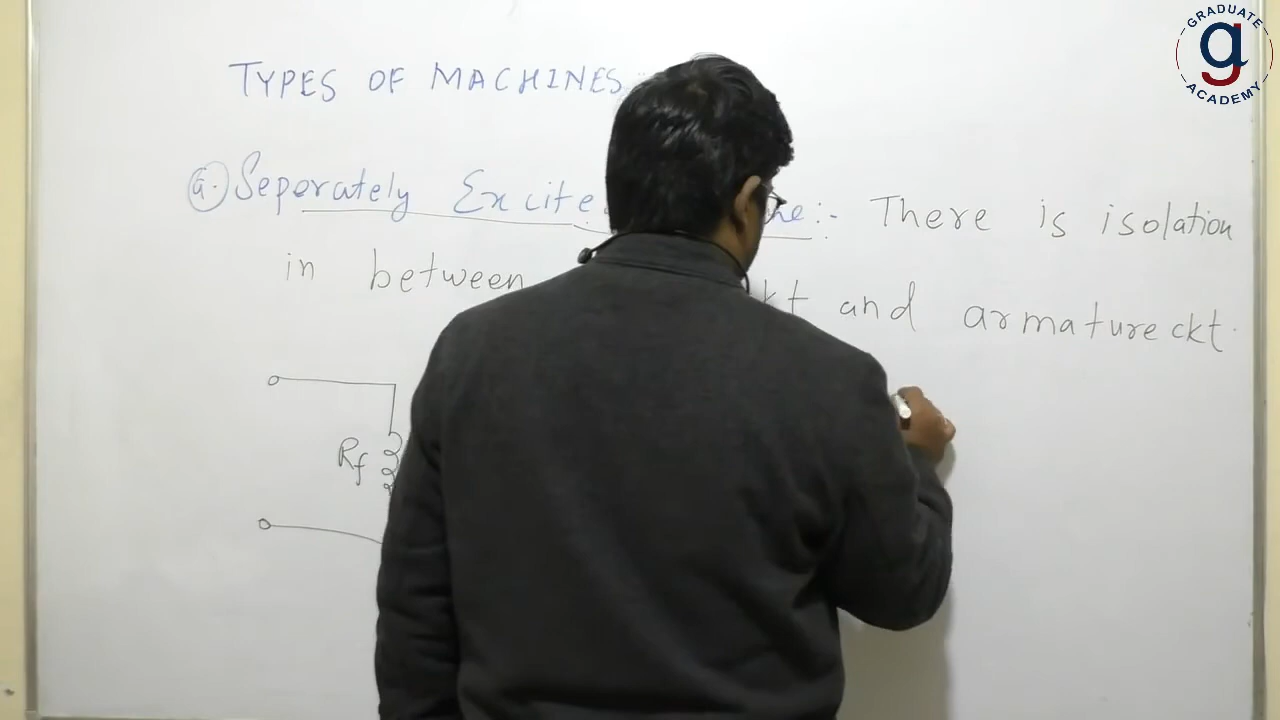 TYPES OF MACHINES
a. Seperately Excite :- There is isolation
in between and armature ckt.
Rf
GRADUATE
g
ACADEMY